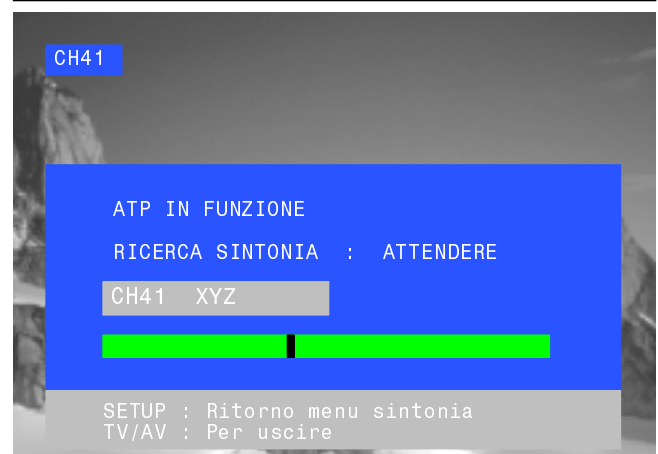 CH41
ATP IN FUNZIONE
RICERCA SINTONIA : ATTENDERE
CH41 XYZ
SETUP : Ritorno menu sintonia
TV/AV : Per uscire